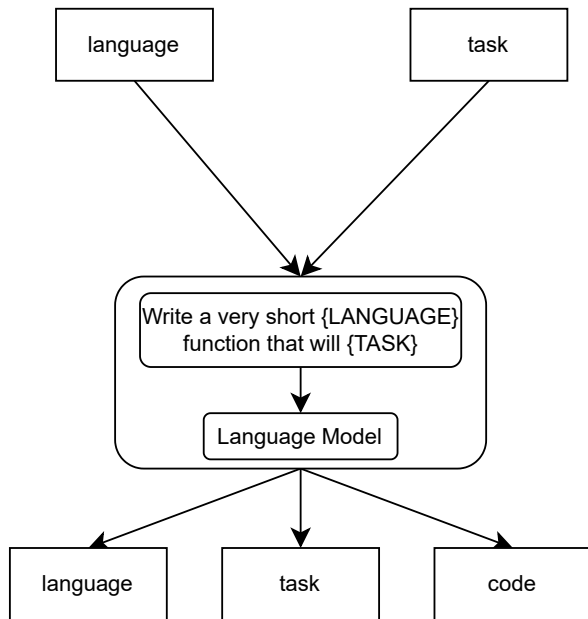 language
task
Write a very short {LANGUAGE}
function that will {TASK}
Language Model
language
task
code